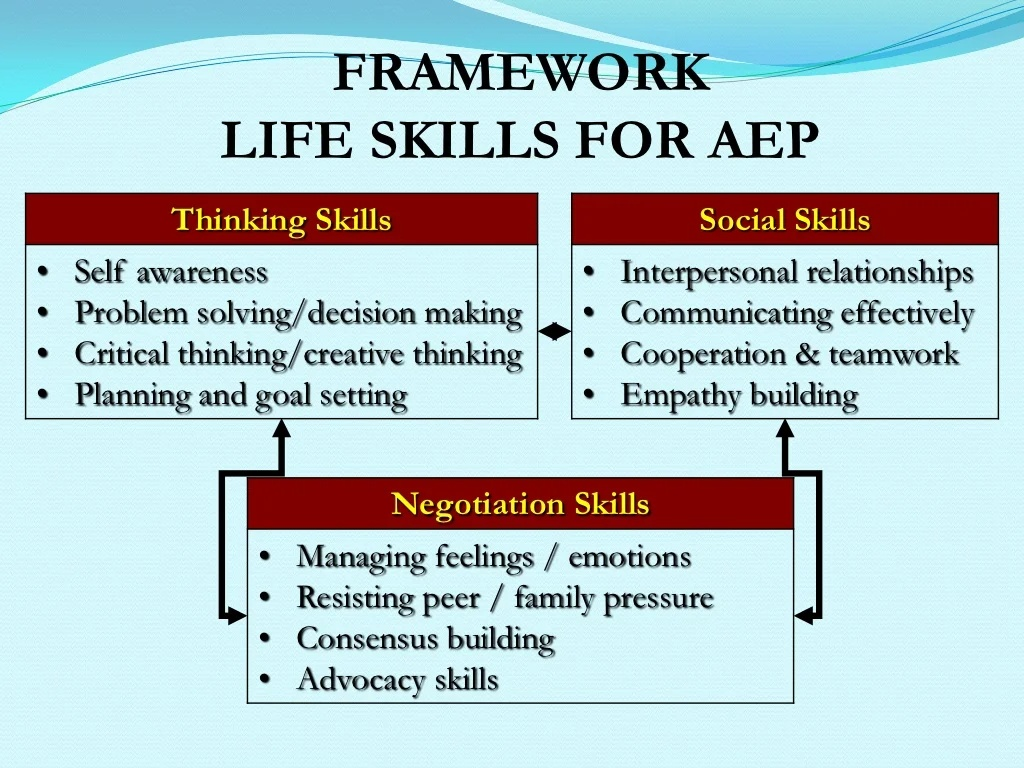 FRAMEWORK
LIFE SKILLS FOR AEP
Thinking Skills
• Self awareness
• Problem solving/decision making
• Critical thinking/creative thinking
• Planning and goal setting
Social Skills
• Interpersonal relationships
• Communicating effectively
• Cooperation & teamwork
• Empathy building
Negotiation Skills
• Managing feelings / emotions
• Resisting peer / family pressure
• Consensus building
• Advocacy skills